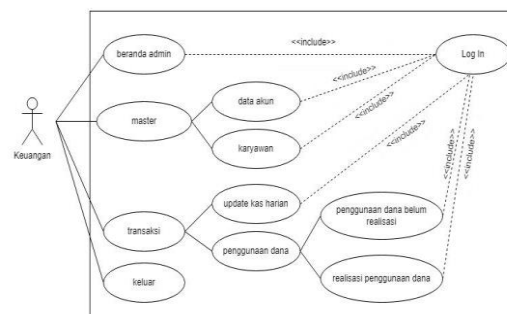 <<include>>
beranda admin
Log In
<<include>>
data akun
<<include>>
master
Keuangan
karyawan
<<include>>
<<include>>
<<include>>
update kas harian
penggunaan dana belum
realisasi
transaksi
penggunaan dana
keluar
realisasi penggunaan dana